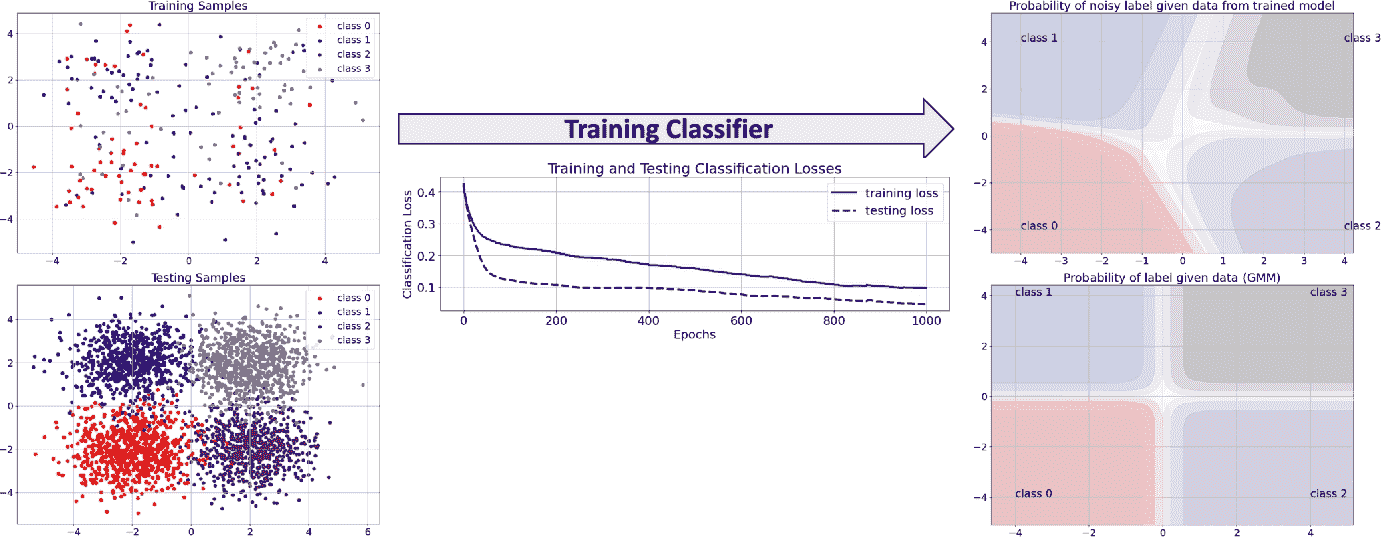 Training Samples
class 0
class 1
class 2
class 3
4
2
0
−2
−4
−4
−2
0
2
4
Testing Samples
class 0
class 1
class 2
class 3
4
2
0
−2
−4
−4
−2
0
2
4
6
Training Classifier
Training and Testing Classification Losses
training loss
testing loss
Classification Loss
0.4
0.3
0.2
0.1
0
200
400
600
800
1000
Epochs
Probability of noisy label given data from trained model
class 1
class 3
class 0
class 2
4
2
0
−2
−4
−4
−3
−2
−1
0
1
2
3
4
Probability of label given data (GMM)
class 1
class 3
class 0
class 2
4
2
0
−2
−4
−4
−2
0
2
4